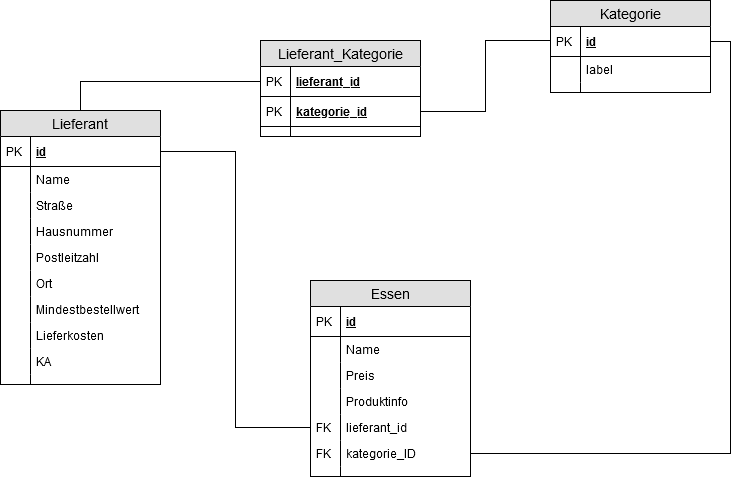 Kategorie
PK id
label
Lieferant_Kategorie
PK lieferant_id
PK kategorie_id
Lieferant
PK id
Name
Straße
Hausnummer
Postleitzahl
Ort
Mindestbestellwert
Lieferkosten
KA
Essen
PK id
Name
Preis
Produktinfo
FK lieferant_id
FK kategorie_ID